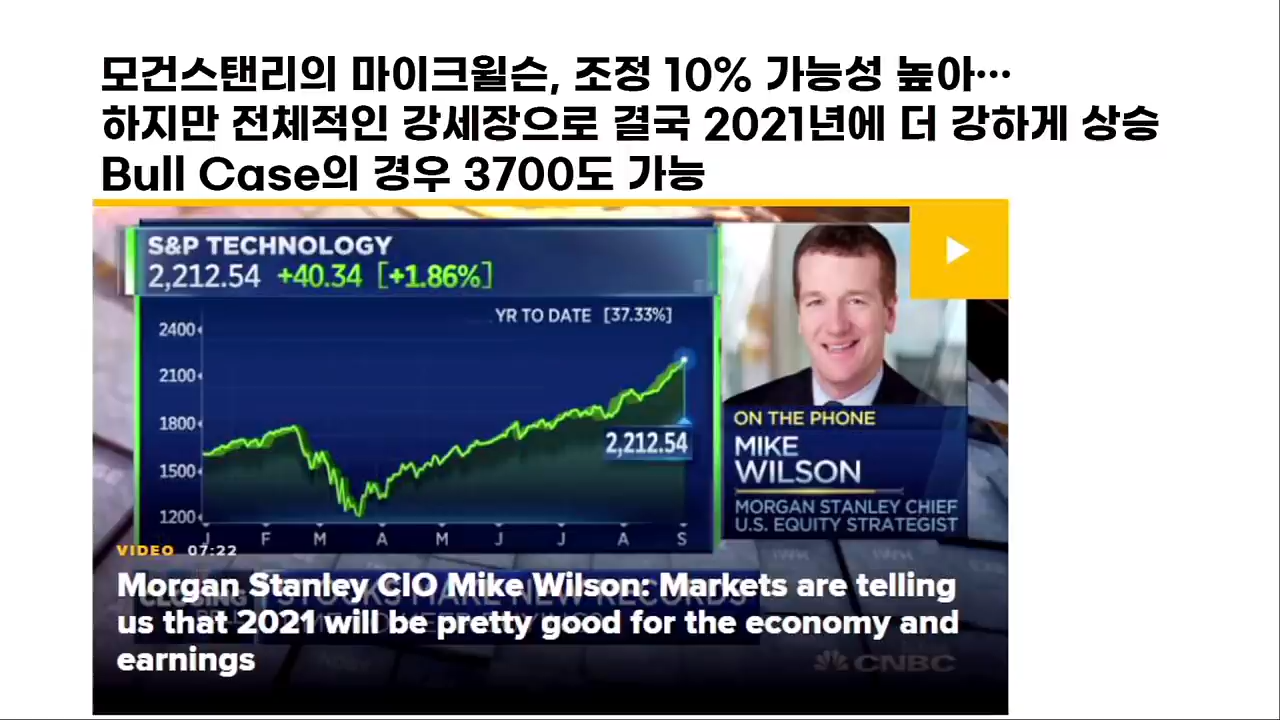 모건스탠리의 마이크윌슨, 조정 10% 가능성 높아…
하지만 전체적인 강세장으로 결국 2021년에 더 강하게 상승
Bull Case의 경우 3700도 가능
S&P TECHNOLOGY
2,212.54 +40.34 [+1.86%]
YR TO DATE [37.33%]
2400
2100
1800
1500
1200
2,212.54
J F M A M J J A S
ON THE PHONE
MIKE
WILSON
MORGAN STANLEY CHIEF
U.S. EQUITY STRATEGIST
VIDEO 07:22
Morgan Stanley CIO Mike Wilson: Markets are telling
us that 2021 will be pretty good for the economy and
earnings
CLOSING
STOCKS MAKE NEW RECORDS
CNBC